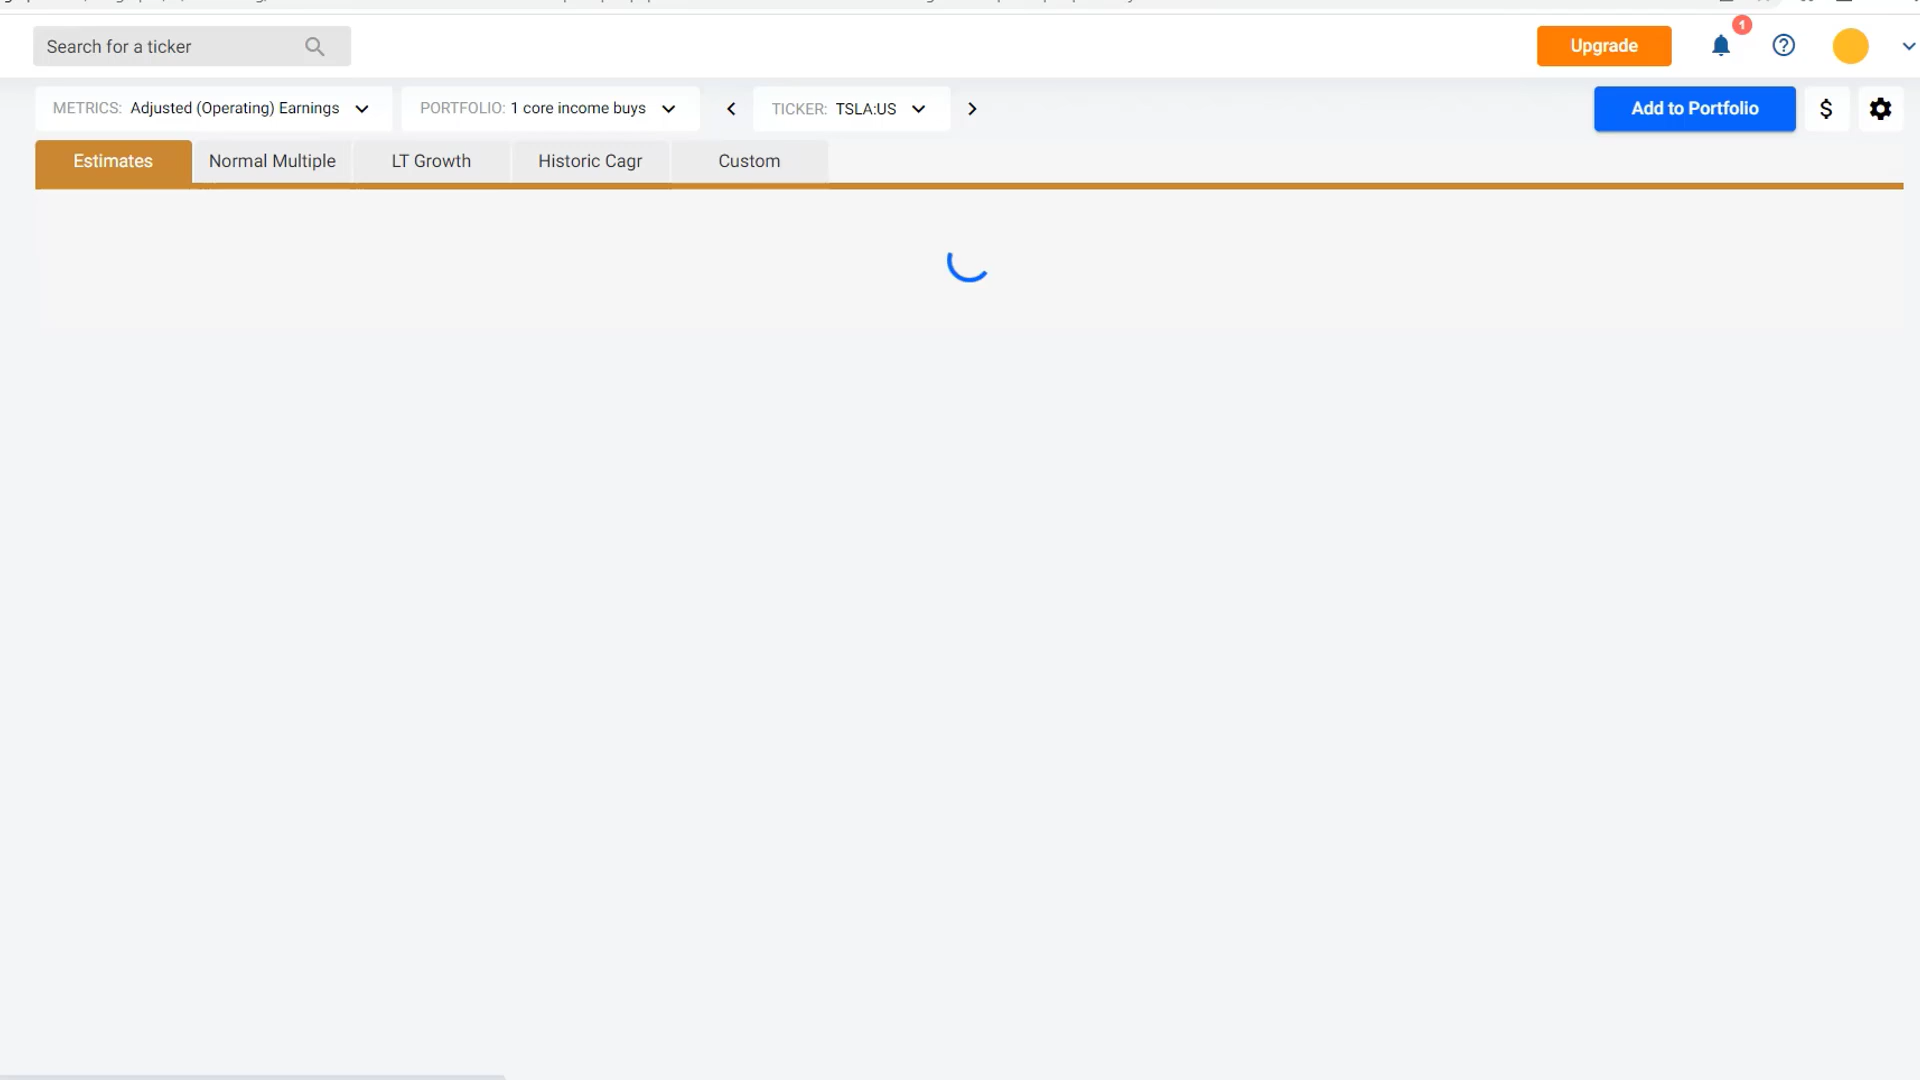 Search for a ticker
Upgrade
1
METRICS: Adjusted (Operating) Earnings
PORTFOLIO: 1 core income buys
TICKER: TSLA:US
Add to Portfolio
$
Estimates
Normal Multiple
LT Growth
Historic Cagr
Custom